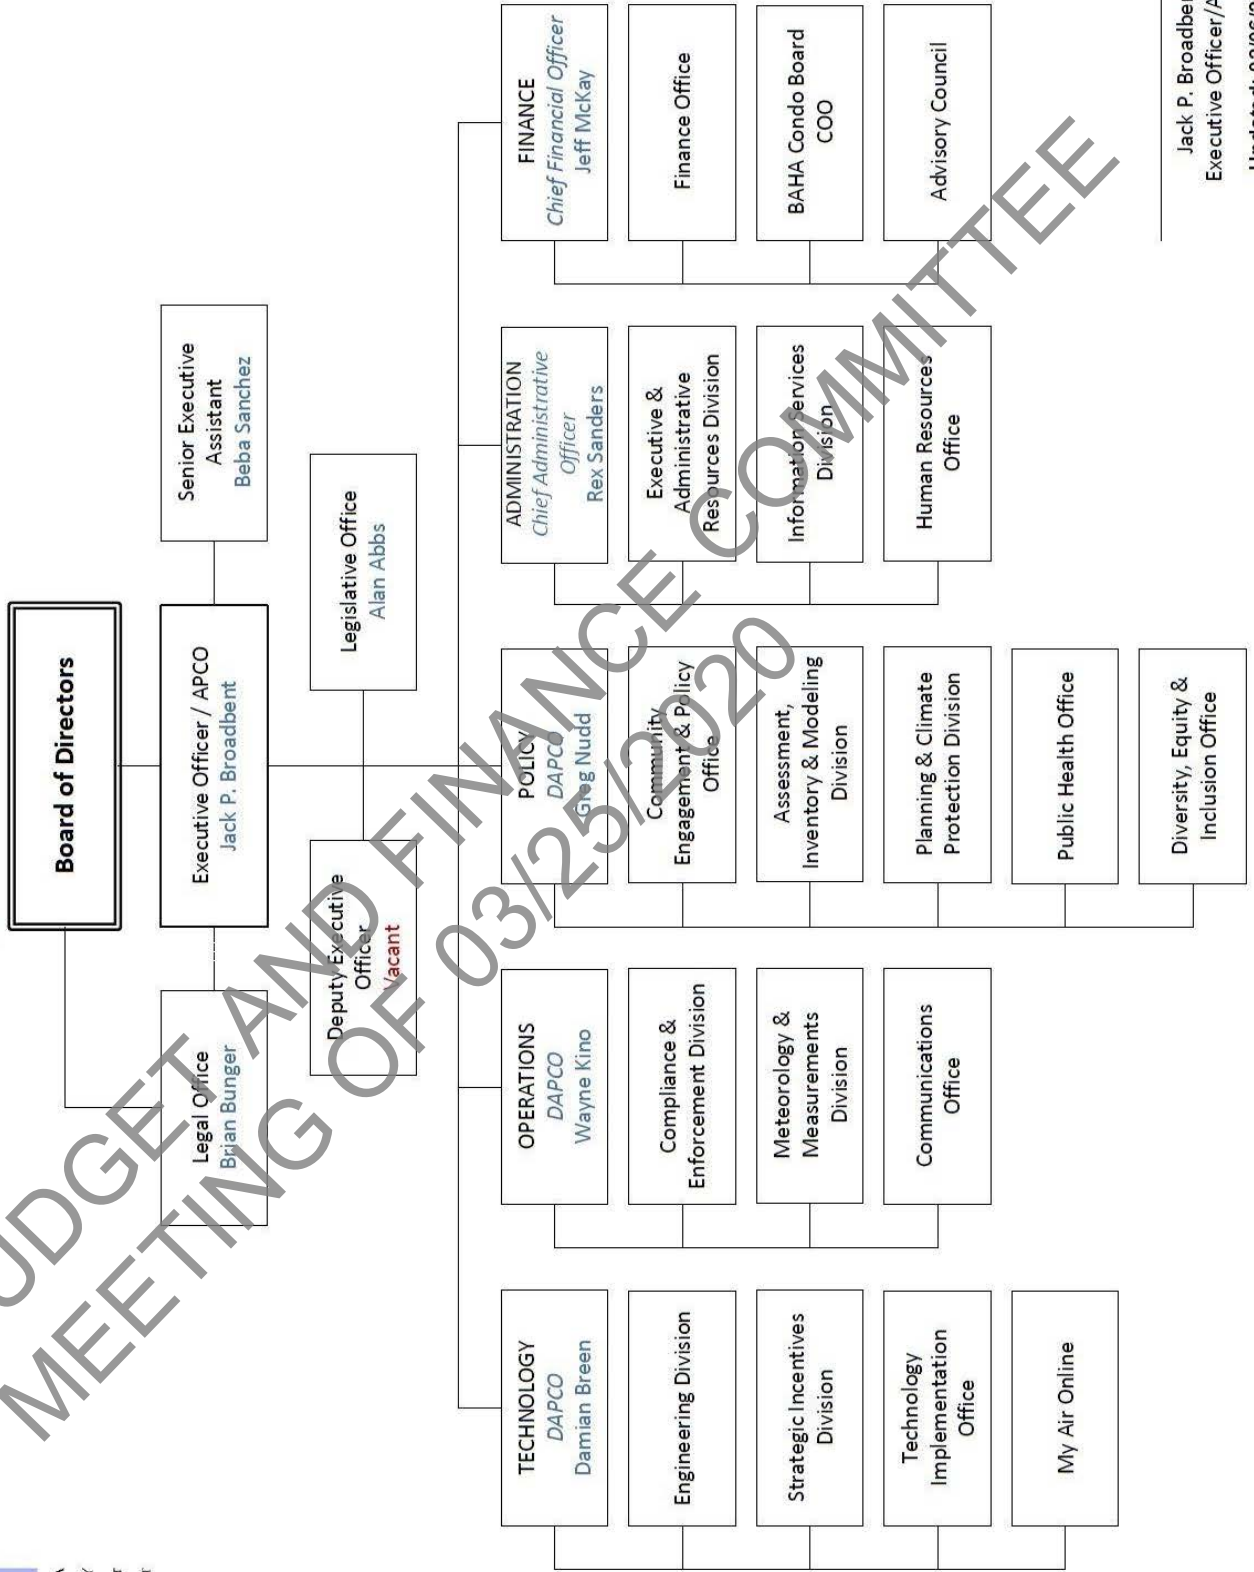 Board of Directors
Legal Office
Brian Bunger
Executive Officer / APCO
Jack P. Broadbent
Senior Executive
Assistant
Beba Sanchez
Deputy Executive
Officer
Vacant
Legislative Office
Alan Abbs
TECHNOLOGY
DAPCO
Damian Breen
Engineering Division
Strategic Incentives
Division
Technology
Implementation
Office
My Air Online
OPERATIONS
DAPCO
Wayne Kino
Compliance &
Enforcement Division
Meteorology &
Measurements
Division
Communications
Office
POLICY
DAPCO
Greg Nudd
Community
Engagement & Policy
Office
Assessment,
Inventory & Modeling
Division
Planning & Climate
Protection Division
Public Health Office
Diversity, Equity &
Inclusion Office
ADMINISTRATION
Chief Administrative
Officer
Rex Sanders
Executive &
Administrative
Resources Division
Information Services
Division
Human Resources
Office
FINANCE
Chief Financial Officer
Jeff McKay
Finance Office
BAHA Condo Board
COO
Advisory Council
Jack P. Broadben
Executive Officer/A
UDGET AND FINANCE COMMITTEE
MEETING OF 03/25/2020